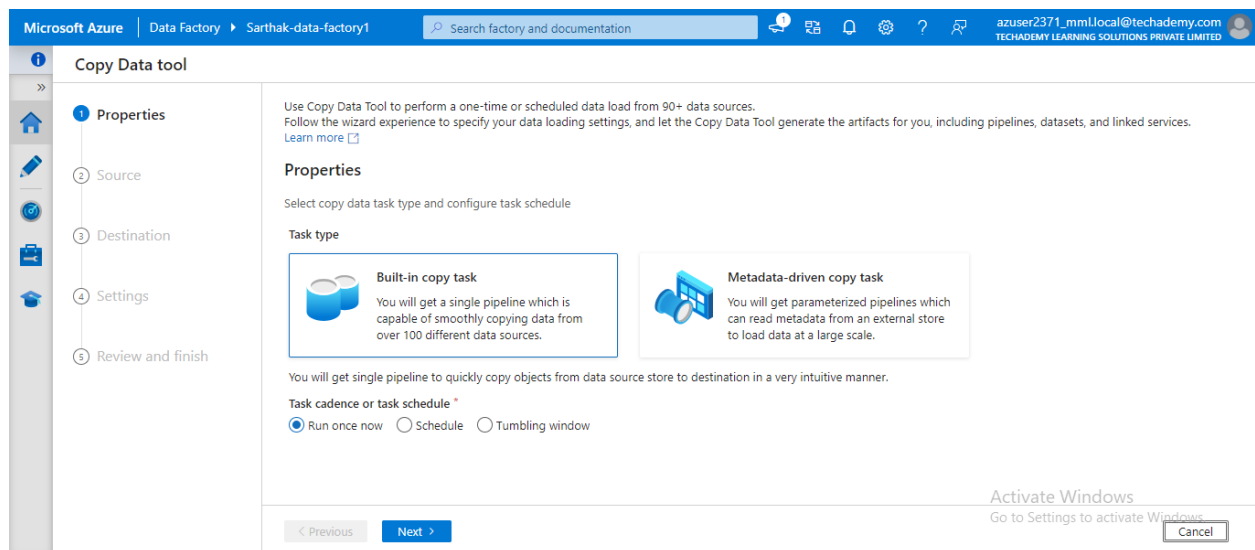 Microsoft Azure
Data Factory
Sarthak-data-factory1
Search factory and documentation
1
azuser2371_mml.local@techademy.com
TECHADEMY LEARNING SOLUTIONS PRIVATE LIMITED
Copy Data tool
1 Properties
2 Source
3 Destination
4 Settings
5 Review and finish
Use Copy Data Tool to perform a one-time or scheduled data load from 90+ data sources.
Follow the wizard experience to specify your data loading settings, and let the Copy Data Tool generate the artifacts for you, including pipelines, datasets, and linked services.
Learn more
Properties
Select copy data task type and configure task schedule
Task type
Built-in copy task
You will get a single pipeline which is
capable of smoothly copying data from
over 100 different data sources.
Metadata-driven copy task
You will get parameterized pipelines which
can read metadata from an external store
to load data at a large scale.
You will get single pipeline to quickly copy objects from data source store to destination in a very intuitive manner.
Task cadence or task schedule *
Run once now Schedule Tumbling window
Activate Windows
Go to Settings to activate Windows.
< Previous Next > Cancel